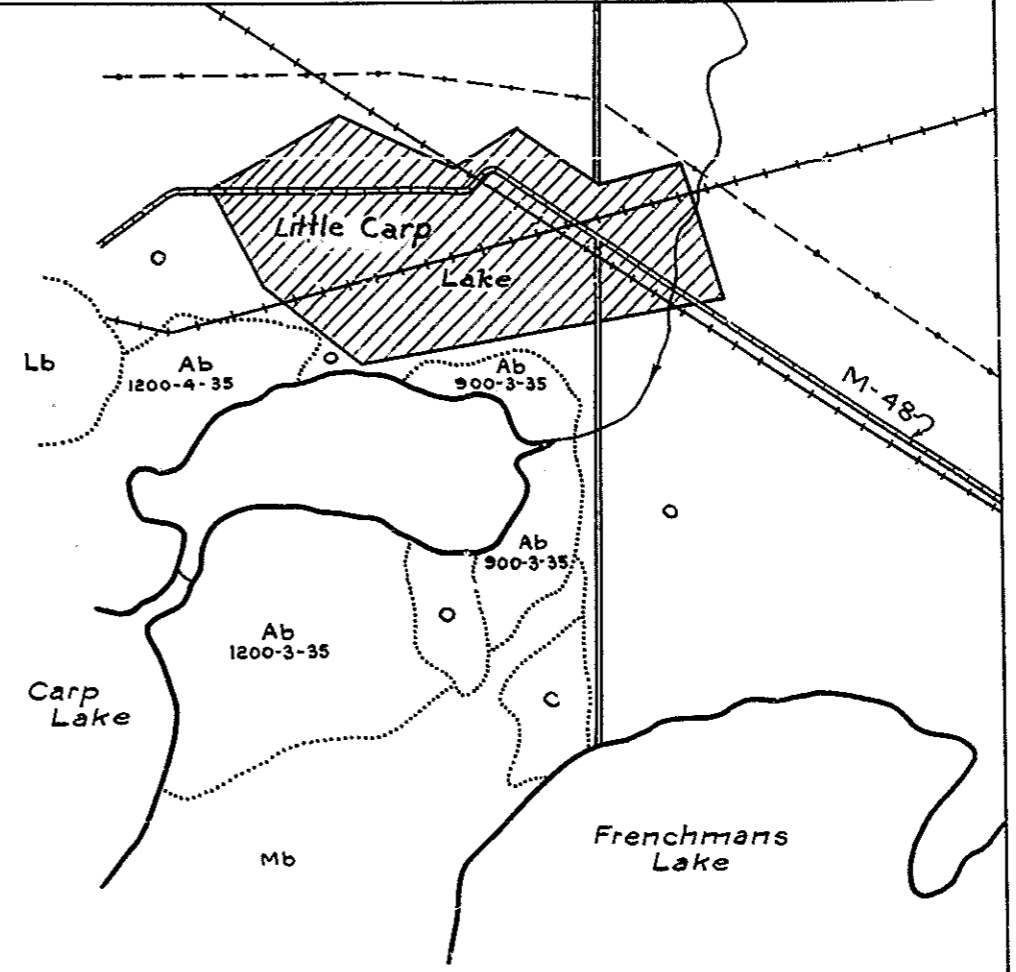 Little Carp
Lake
Lb
Ab
1200-4-35
Ab
900-3-35
M-48
Ab
900-3-35
Ab
1200-3-35
Carp
Lake
Frenchmans
Lake
Mb